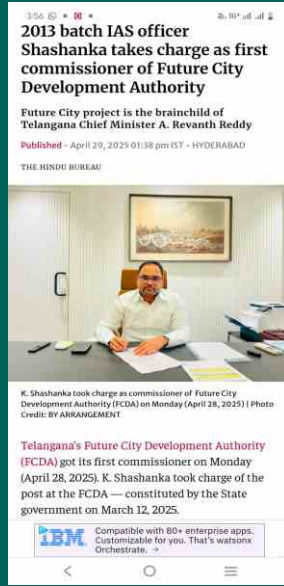 3:56
2013 batch IAS officer
Shashanka takes charge as first
commissioner of Future City
Development Authority
Future City project is the brainchild of
Telangana Chief Minister A. Revanth Reddy
Published - April 29, 2025 01:38 pm IST - HYDERABAD
THE HINDU BUREAU
K. Shashanka took charge as commissioner of Future City
Development Authority (FCDA) on Monday (April 28, 2025) | Photo
Credit: BY ARRANGEMENT
Telangana's Future City Development Authority
(FCDA) got its first commissioner on Monday
(April 28, 2025). K. Shashanka took charge of the
post at the FCDA — constituted by the State
government on March 12, 2025.
IBM
Compatible with 80+ enterprise apps.
Customizable for you. That's watsonx
Orchestrate. →